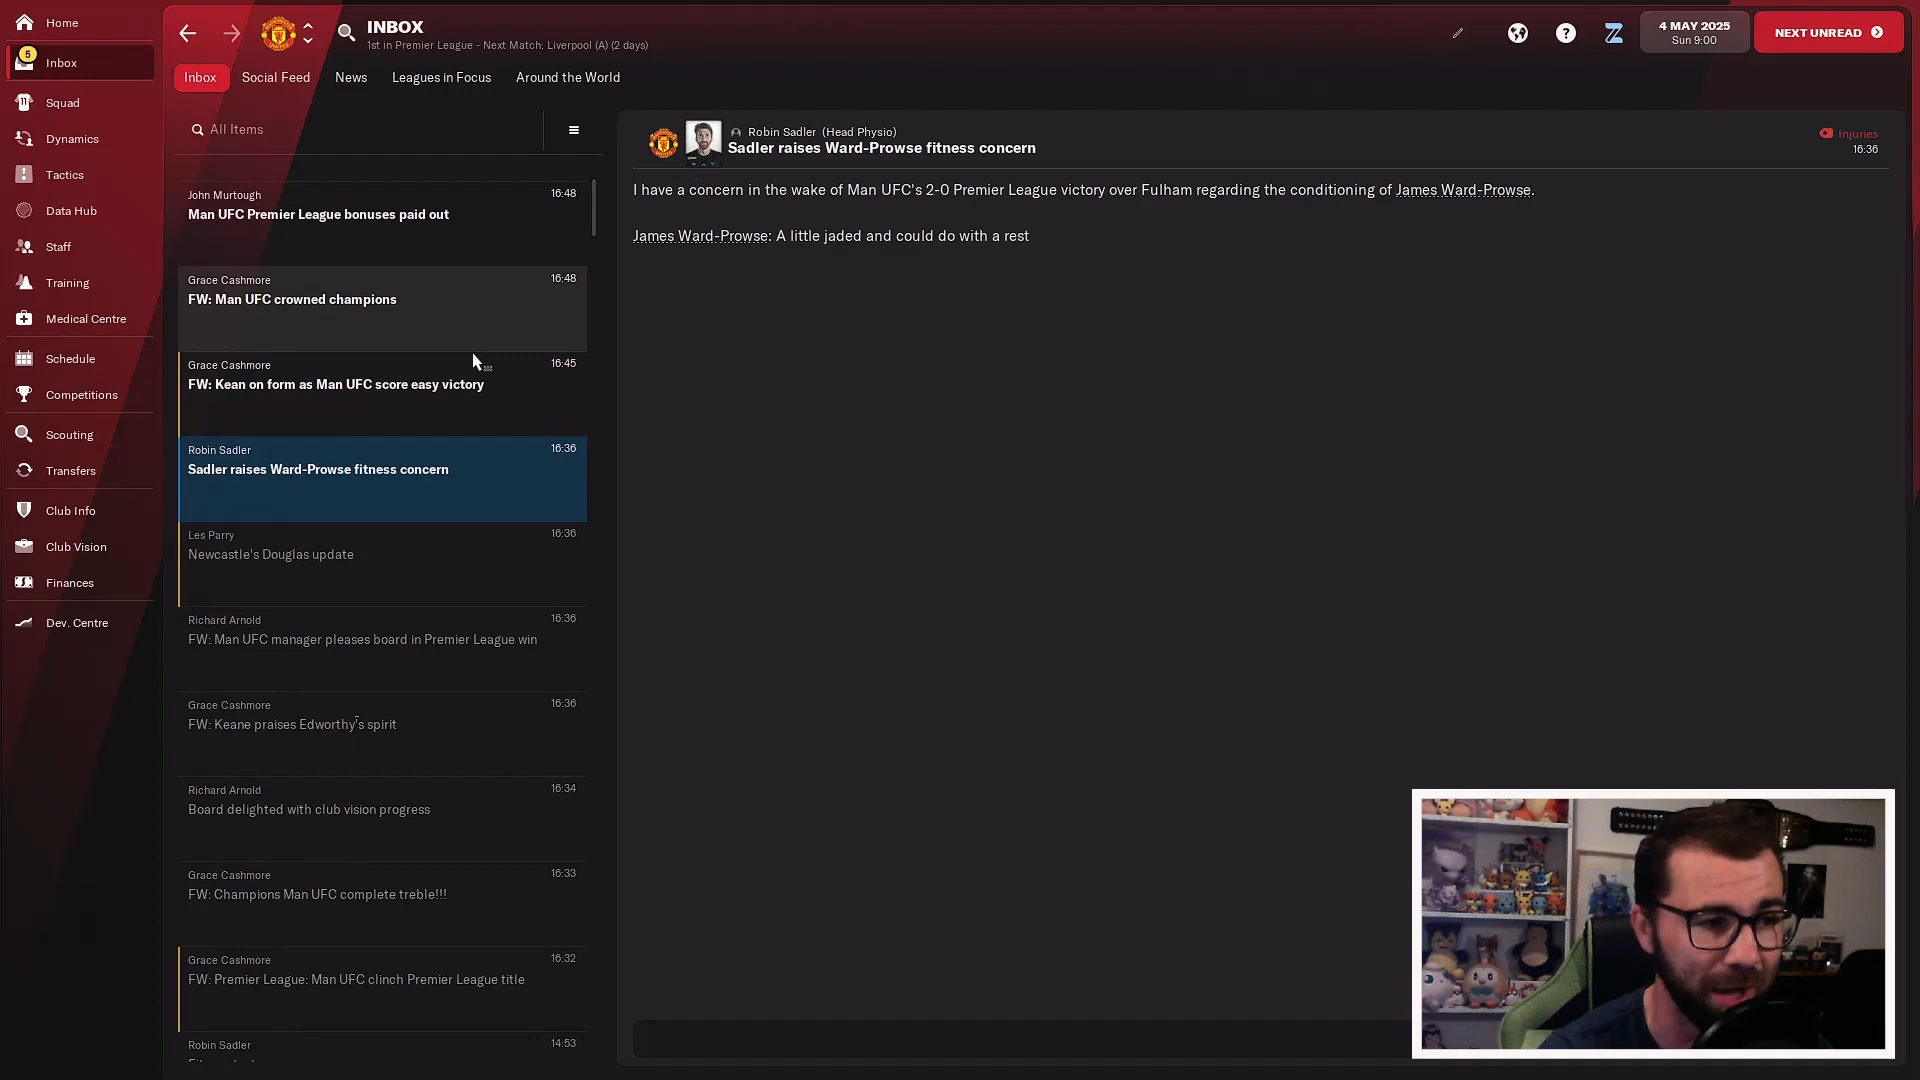 Home
5
Inbox
Squad
Dynamics
Tactics
Data Hub
Staff
Training
Medical Centre
Schedule
Competitions
Scouting
Transfers
Club Info
Club Vision
Finances
Dev. Centre
INBOX
1st in Premier League - Next Match: Liverpool (A) (2 days)
4 MAY 2025
Sun 9:00
NEXT UNREAD
Inbox
Social Feed
News
Leagues in Focus
Around the World
All Items
John Murtough
16:48
Man UFC Premier League bonuses paid out
Grace Cashmore
16:48
FW: Man UFC crowned champions
Grace Cashmore
16:45
FW: Kean on form as Man UFC score easy victory
Robin Sadler
16:36
Sadler raises Ward-Prowse fitness concern
Les Parry
16:36
Newcastle's Douglas update
Richard Arnold
16:36
FW: Man UFC manager pleases board in Premier League win
Grace Cashmore
16:36
FW: Keane praises Edworthy's spirit
Richard Arnold
16:34
Board delighted with club vision progress
Grace Cashmore
16:33
FW: Champions Man UFC complete treble!!!
Grace Cashmore
16:32
FW: Premier League: Man UFC clinch Premier League title
Robin Sadler
14:53
Robin Sadler (Head Physio)
Sadler raises Ward-Prowse fitness concern
Injuries
16:36
I have a concern in the wake of Man UFC's 2-0 Premier League victory over Fulham regarding the conditioning of James Ward-Prowse.
James Ward-Prowse: A little jaded and could do with a rest